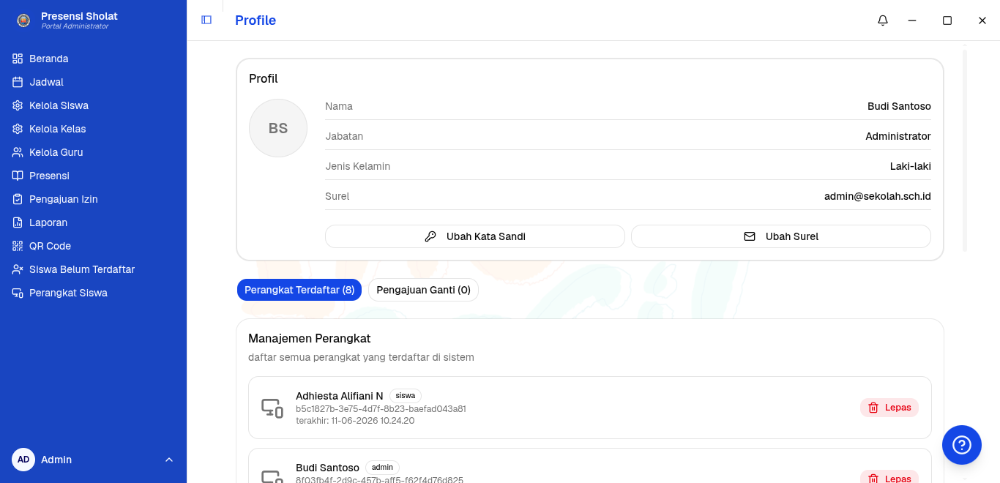 Presensi Sholat
Portal Administrator
Beranda
Jadwal
Kelola Siswa
Kelola Kelas
Kelola Guru
Presensi
Pengajuan Izin
Laporan
QR Code
Siswa Belum Terdaftar
Perangkat Siswa
AD Admin
Profile
Profil
BS
Nama Budi Santoso
Jabatan Administrator
Jenis Kelamin Laki-laki
Surel admin@sekolah.sch.id
Ubah Kata Sandi Ubah Surel
Perangkat Terdaftar (8) Pengajuan Ganti (0)
Manajemen Perangkat
daftar semua perangkat yang terdaftar di sistem
Adhiesta Alifiani N siswa
b5c1827b-3e75-4d7f-8b23-baefad043a81
terakhir: 11-06-2026 10.24.20
Lepas
Budi Santoso admin
8f03fb4f-2d9c-457b-aff5-f62f4d76d825
Lepas